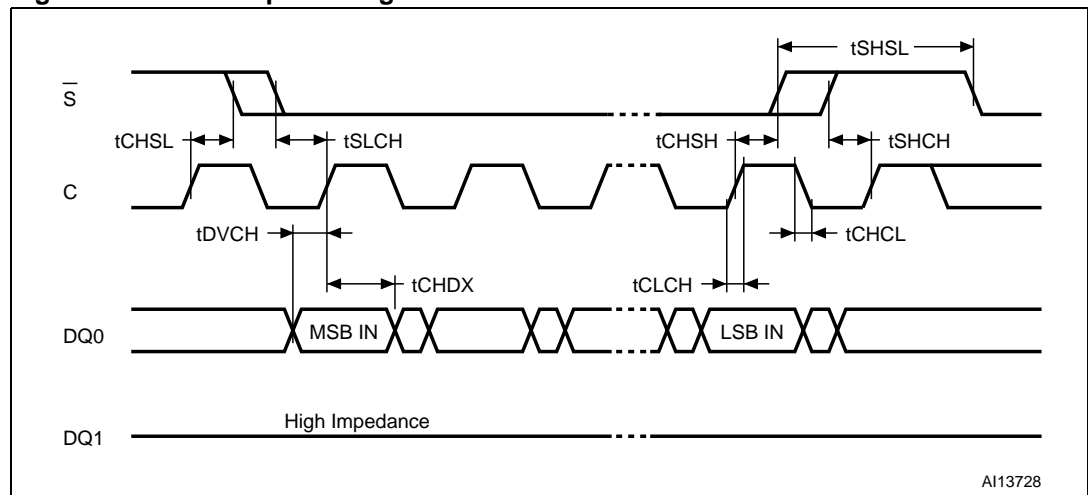 tSHSL
S̅
tCHSL
tSLCH
tCHSH
tSHCH
C
tDVCH
tCHCL
tCHDX
tCLCH
DQ0
MSB IN
LSB IN
High Impedance
DQ1
AI13728